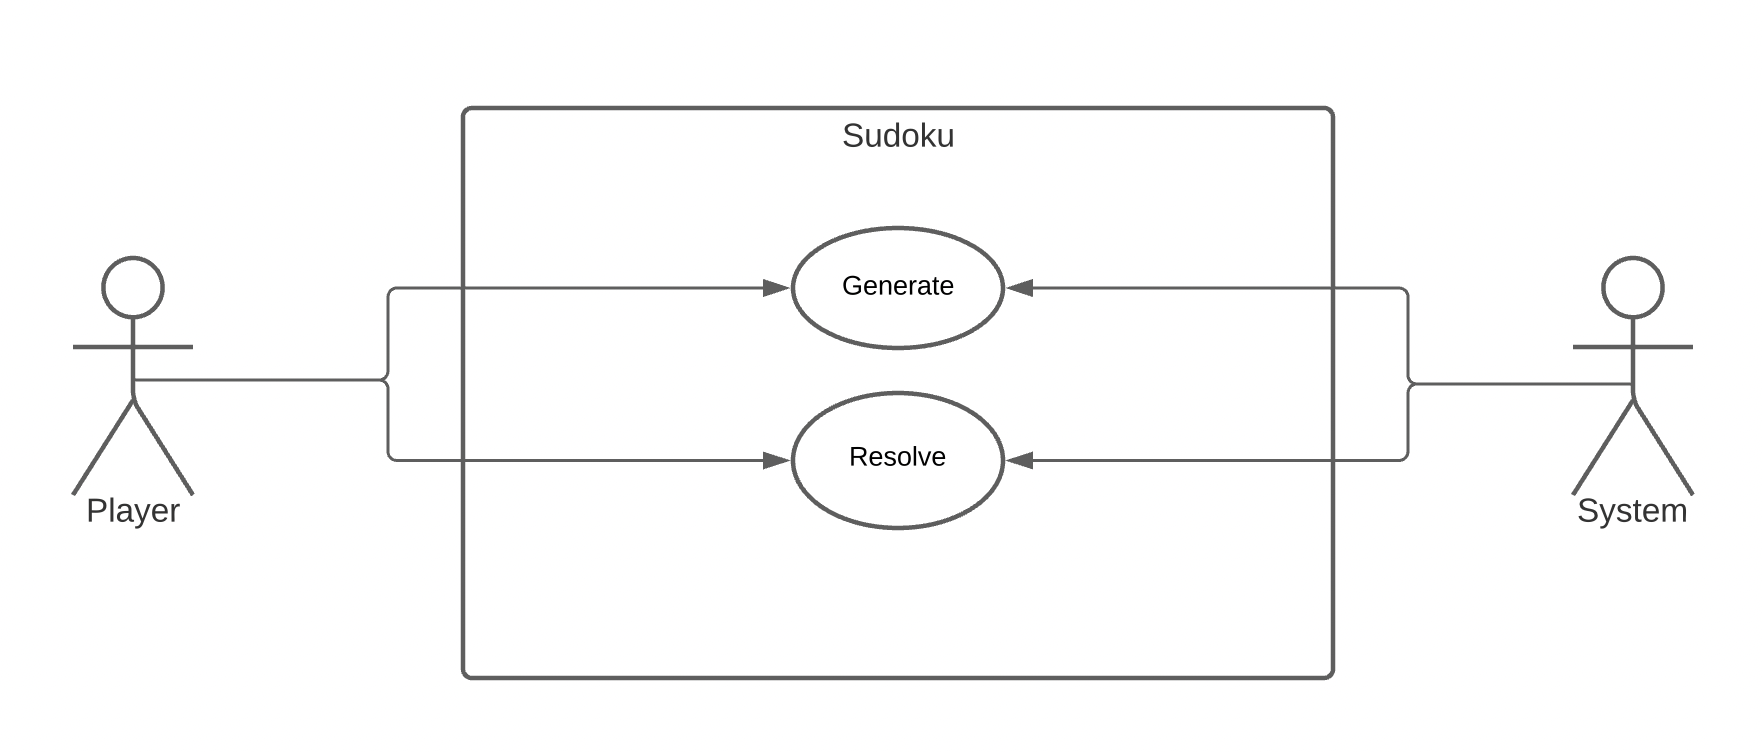 Sudoku
Generate
Resolve
Player
System